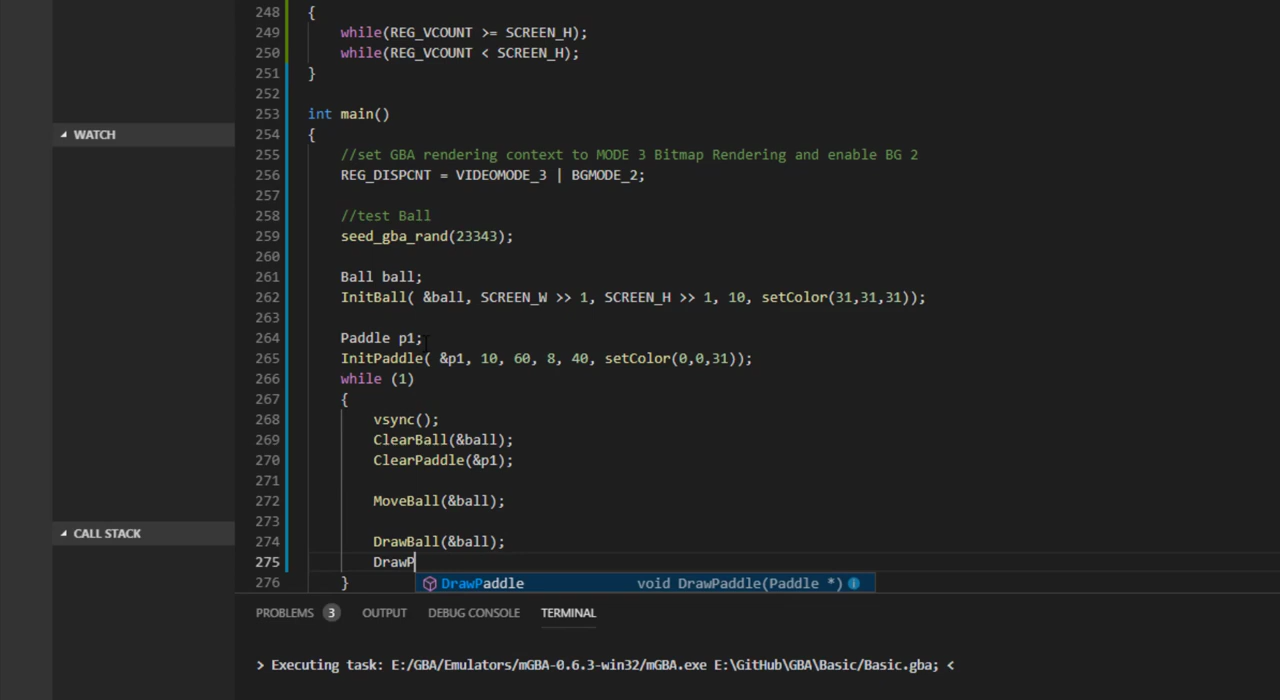 WATCH
CALL STACK
248 {
249 while(REG_VCOUNT >= SCREEN_H);
250 while(REG_VCOUNT < SCREEN_H);
251 }
252
253 int main()
254 {
255 //set GBA rendering context to MODE 3 Bitmap Rendering and enable BG 2
256 REG_DISPCNT = VIDEOMODE_3 | BGMODE_2;
257
258 //test Ball
259 seed_gba_rand(23343);
260
261 Ball ball;
262 InitBall( &ball, SCREEN_W >> 1, SCREEN_H >> 1, 10, setColor(31,31,31));
263
264 Paddle p1;
265 InitPaddle( &p1, 10, 60, 8, 40, setColor(0,0,31));
266 while (1)
267 {
268 vsync();
269 ClearBall(&ball);
270 ClearPaddle(&p1);
271
272 MoveBall(&ball);
273
274 DrawBall(&ball);
275 DrawP
276 }
DrawPaddle void DrawPaddle(Paddle *)
PROBLEMS 3 OUTPUT DEBUG CONSOLE TERMINAL
> Executing task: E:/GBA/Emulators/mGBA-0.6.3-win32/mGBA.exe E:\GitHub\GBA\Basic/Basic.gba; <